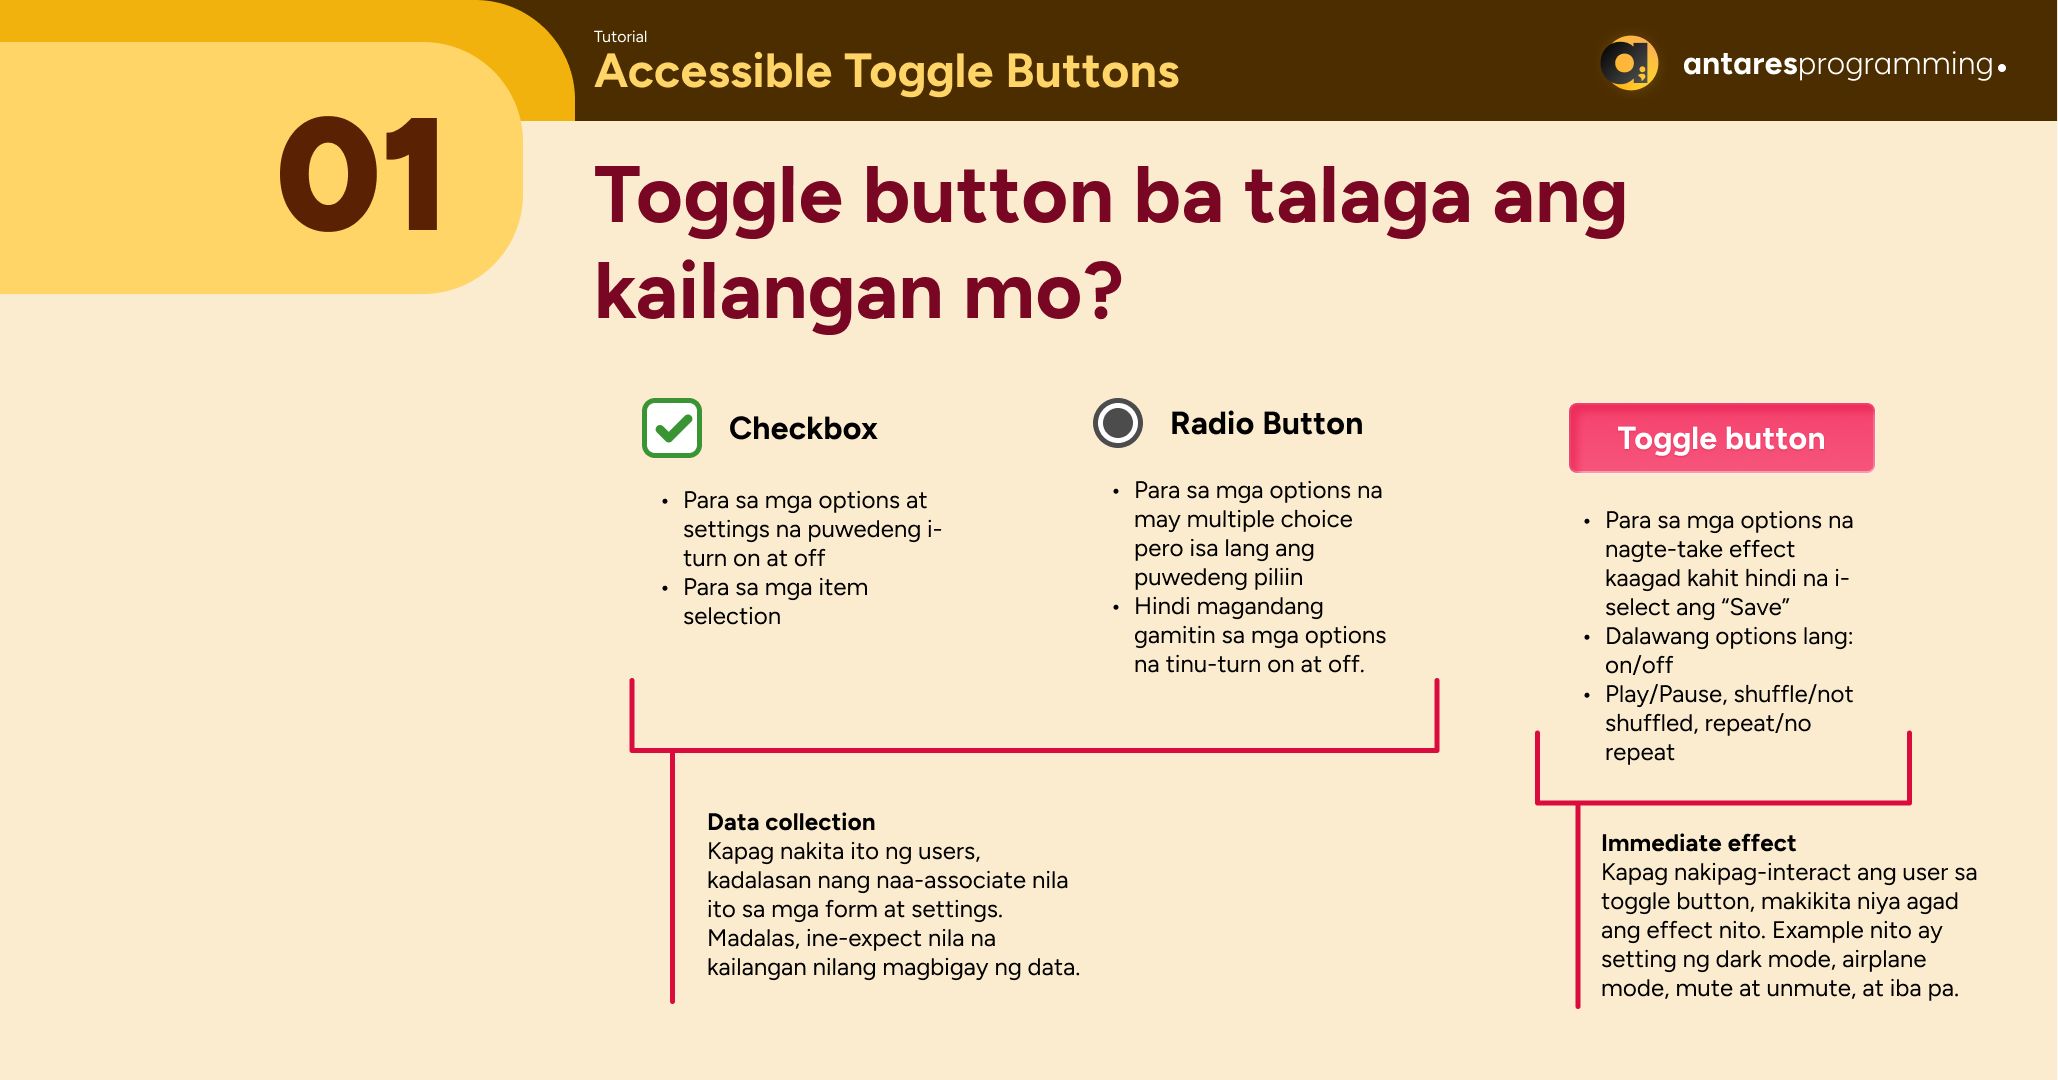 Tutorial
Accessible Toggle Buttons
antaresprogramming.
01
Toggle button ba talaga ang
kailangan mo?
Checkbox
• Para sa mga options at
settings na puwedeng i-
turn on at off
• Para sa mga item
selection
Radio Button
• Para sa mga options na
may multiple choice
pero isa lang ang
puwedeng piliin
• Hindi magandang
gamitin sa mga options
na tinu-turn on at off.
Toggle button
• Para sa mga options na
nagte-take effect
kaagad kahit hindi na i-
select ang “Save”
• Dalawang options lang:
on/off
• Play/Pause, shuffle/not
shuffled, repeat/no
repeat
Data collection
Kapag nakita ito ng users,
kadalasan nang naa-associate nila
ito sa mga form at settings.
Madalas, ine-expect nila na
kailangan nilang magbigay ng data.
Immediate effect
Kapag nakipag-interact ang user sa
toggle button, makikita niya agad
ang effect nito. Example nito ay
setting ng dark mode, airplane
mode, mute at unmute, at iba pa.